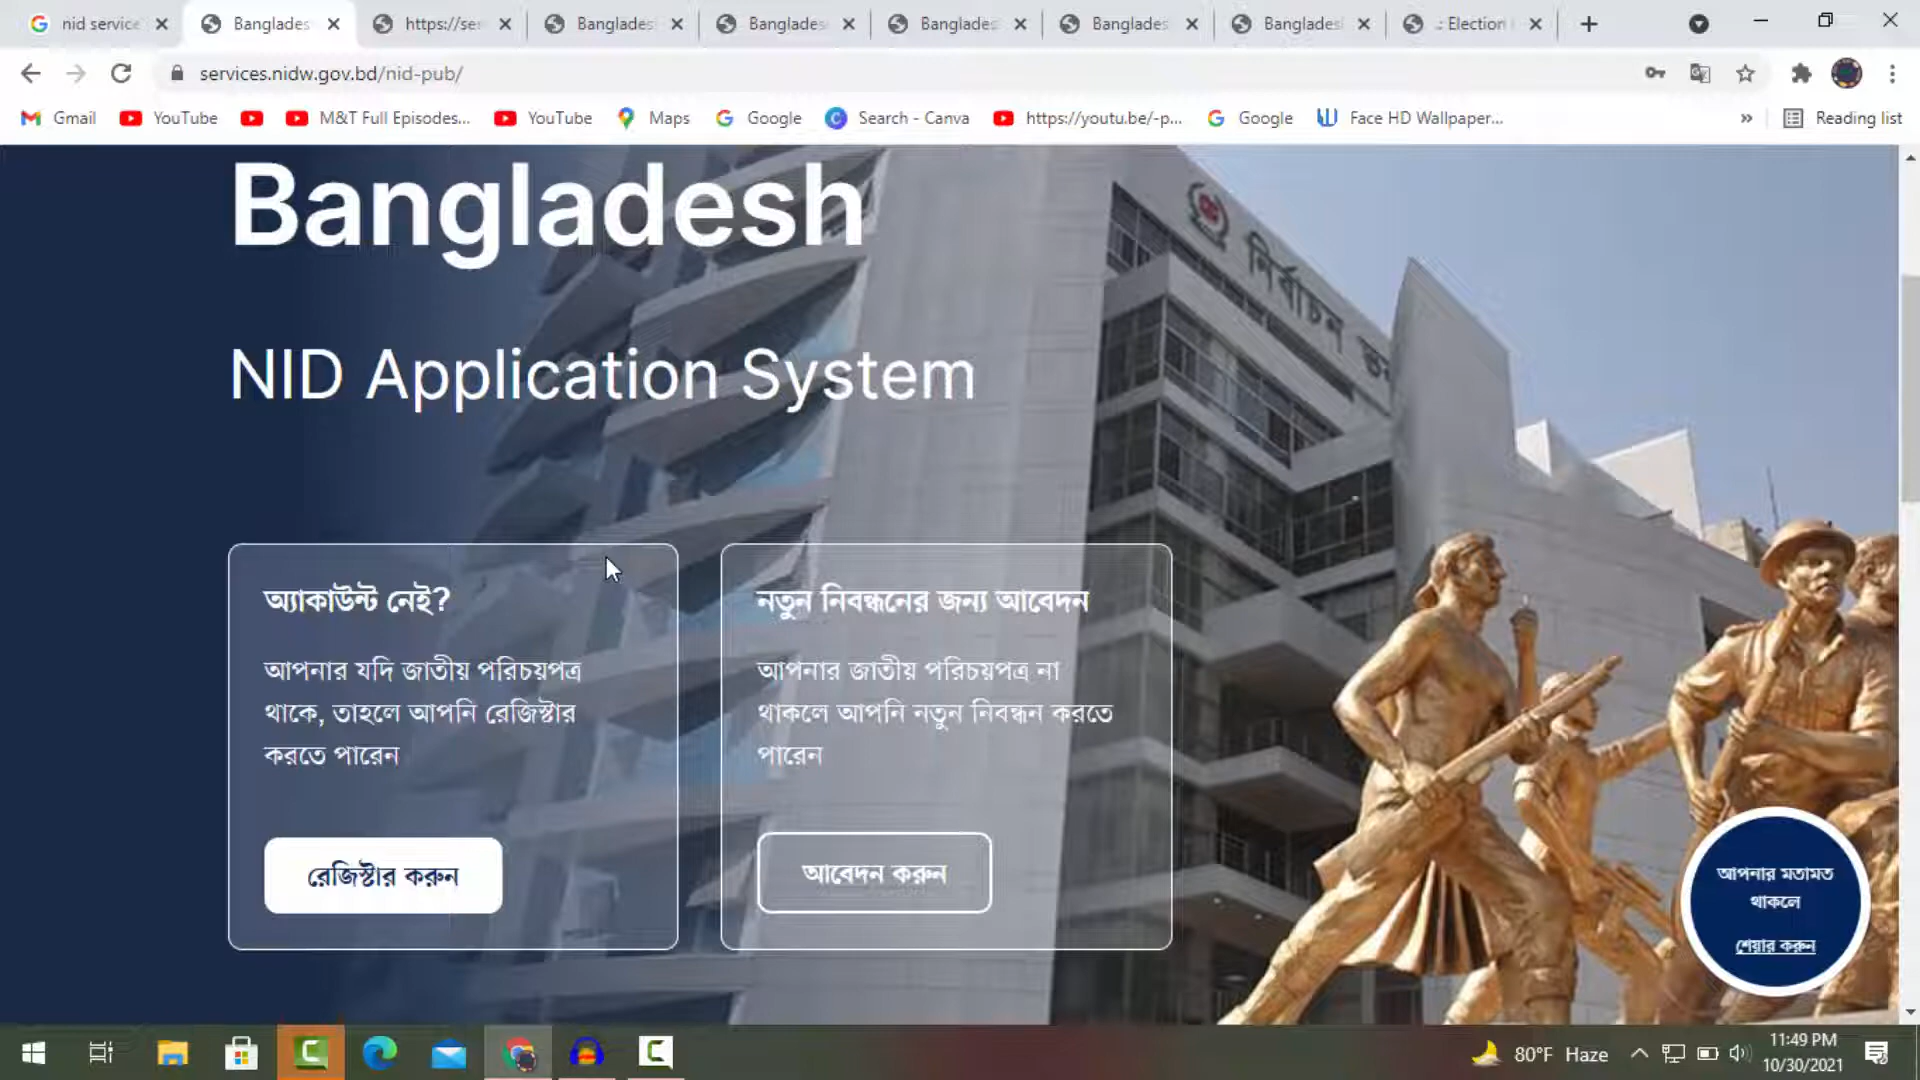 nid service
Banglades
https://ser
Banglades
Banglades
Banglades
Banglades
Banglades
.: Election
services.nidw.gov.bd/nid-pub/
Gmail
YouTube
M&T Full Episodes...
YouTube
Maps
Google
Search - Canva
https://youtu.be/-p...
Google
Face HD Wallpaper...
»
Reading list
Bangladesh
নির্বাচন
NID Application System
অ্যাকাউন্ট নেই?
আপনার যদি জাতীয় পরিচয়পত্র
থাকে, তাহলে আপনি রেজিস্টার
করতে পারেন
রেজিস্টার করুন
নতুন নিবন্ধনের জন্য আবেদন
আপনার জাতীয় পরিচয়পত্র না
থাকলে আপনি নতুন নিবন্ধন করতে
পারেন
আবেদন করুন
আপনার মতামত
থাকলে
শেয়ার করুন
80°F Haze
11:49 PM
10/30/2021